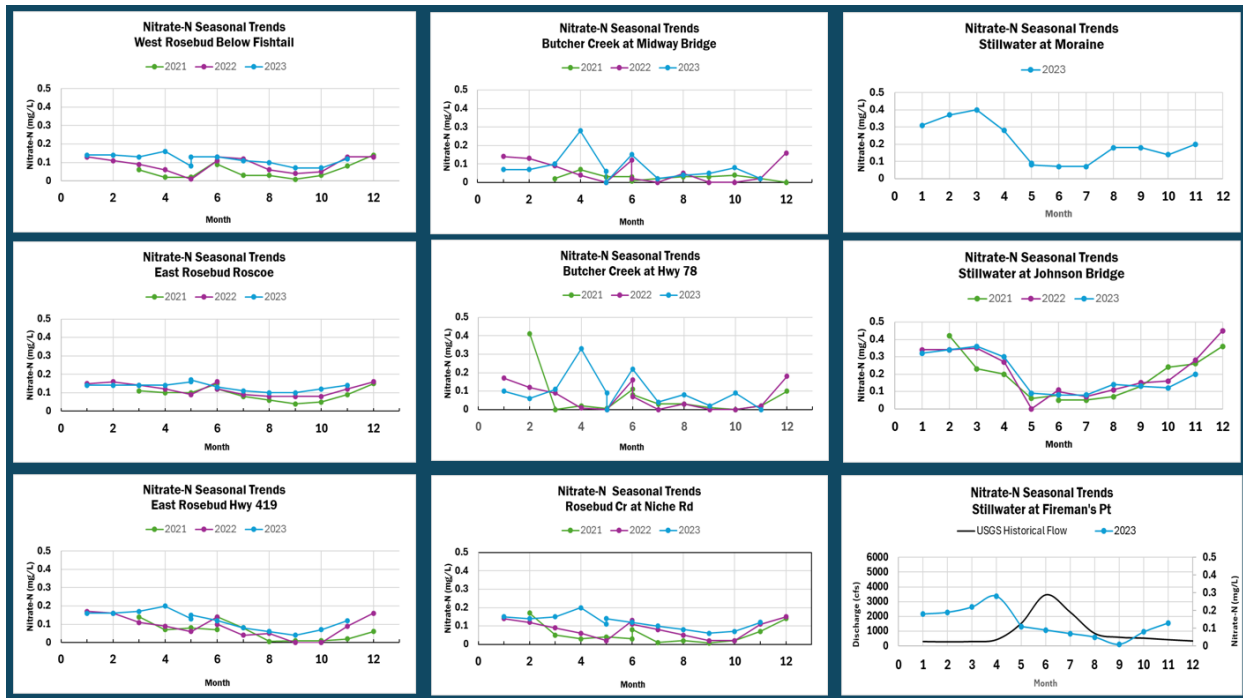 Nitrate-N Seasonal Trends
West Rosebud Below Fishtail
2021 2022 2023
Nitrate-N (mg/L)
0.5
0.4
0.3
0.2
0.1
0
0 2 4 6 8 10 12
Month
Nitrate-N Seasonal Trends
Butcher Creek at Midway Bridge
2021 2022 2023
Nitrate-N (mg/L)
0.5
0.4
0.3
0.2
0.1
0
0 2 4 6 8 10 12
Month
Nitrate-N Seasonal Trends
Stillwater at Moraine
2023
Nitrate-N (mg/L)
0.5
0.4
0.3
0.2
0.1
0
0 1 2 3 4 5 6 7 8 9 10 11 12
Month
Nitrate-N Seasonal Trends
East Rosebud Roscoe
2021 2022 2023
Nitrate-N (mg/L)
0.5
0.4
0.3
0.2
0.1
0
0 2 4 6 8 10 12
Month
Nitrate-N Seasonal Trends
Butcher Creek at Hwy 78
2021 2022 2023
Nitrate-N (mg/L)
0.5
0.4
0.3
0.2
0.1
0
0 2 4 6 8 10 12
Month
Nitrate-N Seasonal Trends
Stillwater at Johnson Bridge
2021 2022 2023
Nitrate-N (mg/L)
0.5
0.4
0.3
0.2
0.1
0
0 1 2 3 4 5 6 7 8 9 10 11 12
Month
Nitrate-N Seasonal Trends
East Rosebud Hwy 419
2021 2022 2023
Nitrate-N (mg/L)
0.5
0.4
0.3
0.2
0.1
0
0 2 4 6 8 10 12
Month
Nitrate-N Seasonal Trends
Rosebud Cr at Niche Rd
2021 2022 2023
Nitrate-N (mg/L)
0.5
0.4
0.3
0.2
0.1
0
0 2 4 6 8 10 12
Month
Nitrate-N Seasonal Trends
Stillwater at Fireman's Pt
USGS Historical Flow 2023
Discharge (cfs)
6000
5000
4000
3000
2000
1000
0
0.5
0.4
0.3
0.2
0.1
0
Nitrate-N (mg/L)
0 1 2 3 4 5 6 7 8 9 10 11 12
Month